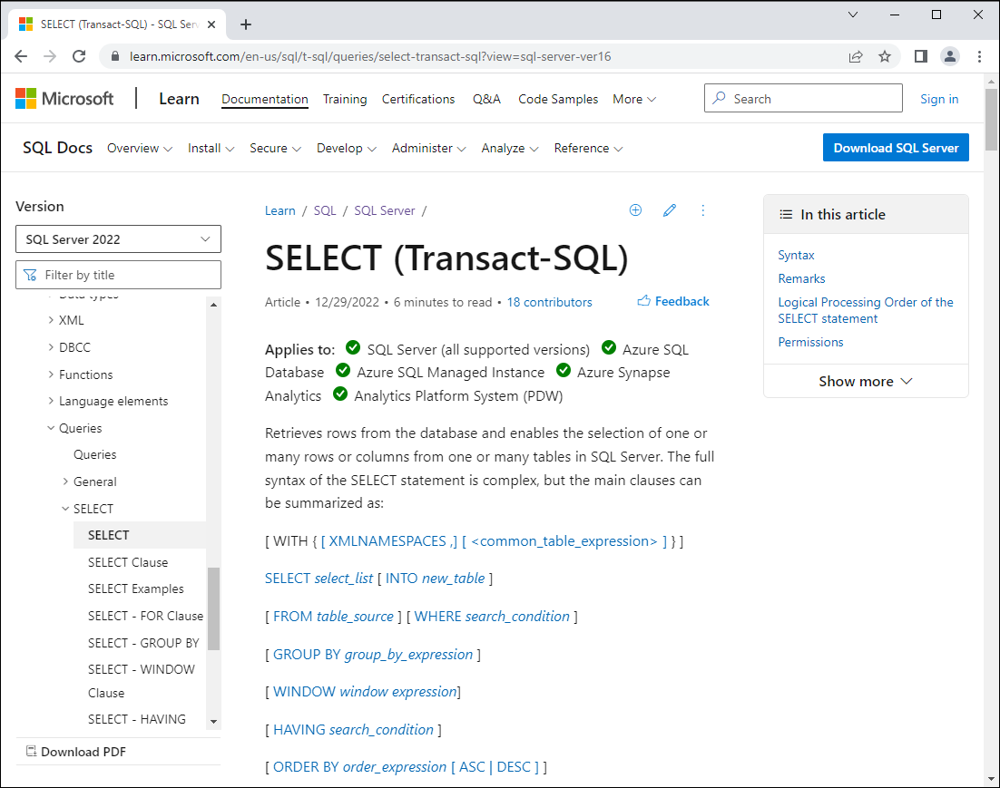 SELECT (Transact-SQL) - SQL Serv
learn.microsoft.com/en-us/sql/t-sql/queries/select-transact-sql?view=sql-server-ver16
Microsoft | Learn Documentation Training Certifications Q&A Code Samples More Search Sign in
SQL Docs Overview Install Secure Develop Administer Analyze Reference Download SQL Server
Version
SQL Server 2022
Filter by title
Data types
XML
DBCC
Functions
Language elements
Queries
Queries
General
SELECT
SELECT
SELECT Clause
SELECT Examples
SELECT - FOR Clause
SELECT - GROUP BY
SELECT - WINDOW
Clause
SELECT - HAVING
Download PDF
Learn / SQL / SQL Server /
SELECT (Transact-SQL)
Article • 12/29/2022 • 6 minutes to read • 18 contributors Feedback
Applies to: SQL Server (all supported versions) Azure SQL
Database Azure SQL Managed Instance Azure Synapse
Analytics Analytics Platform System (PDW)
Retrieves rows from the database and enables the selection of one or
many rows or columns from one or many tables in SQL Server. The full
syntax of the SELECT statement is complex, but the main clauses can
be summarized as:
[ WITH { [ XMLNAMESPACES ,] [ <common_table_expression> ] } ]
SELECT select_list [ INTO new_table ]
[ FROM table_source ] [ WHERE search_condition ]
[ GROUP BY group_by_expression ]
[ WINDOW window expression]
[ HAVING search_condition ]
[ ORDER BY order_expression [ ASC | DESC ] ]
In this article
Syntax
Remarks
Logical Processing Order of the
SELECT statement
Permissions
Show more